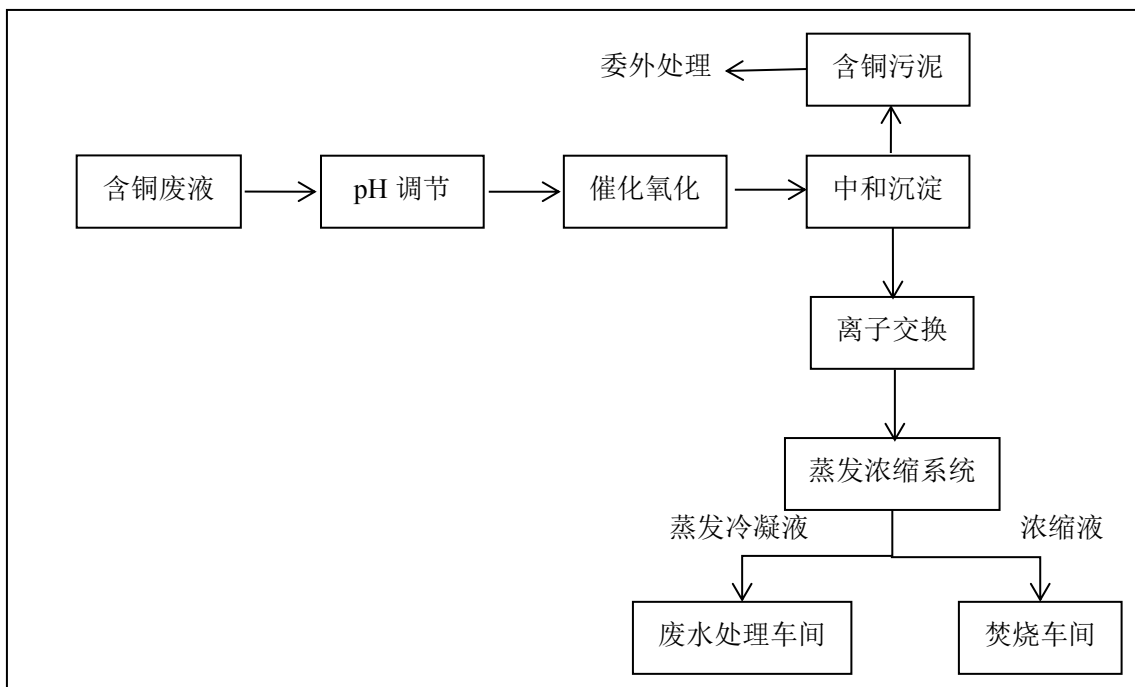 委外处理
含铜污泥
含铜废液
pH 调节
催化氧化
中和沉淀
离子交换
蒸发浓缩系统
蒸发冷凝液
浓缩液
废水处理车间
焚烧车间